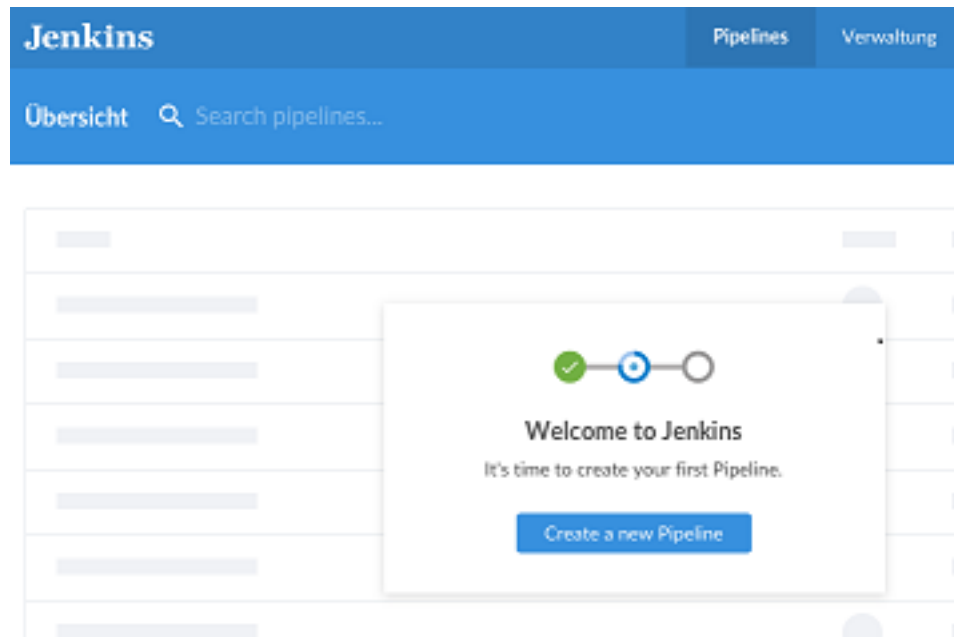 Jenkins
Pipelines
Verwaltung
Übersicht
Search pipelines...
Welcome to Jenkins
It's time to create your first Pipeline.
Create a new Pipeline